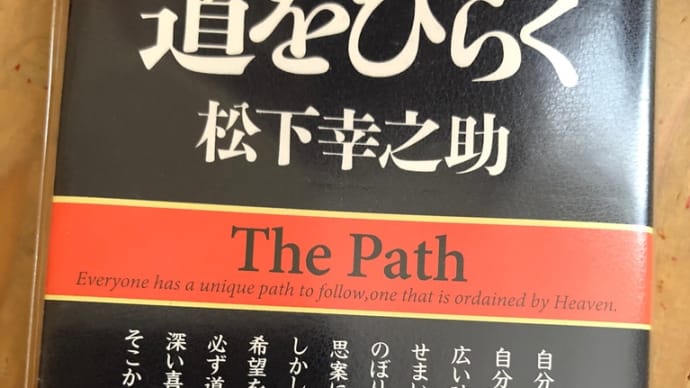 道をひらく
松下幸之助
The Path
Everyone has a unique path to follow,one that is ordained by Heaven.
自分
自分
広い
せまい
のぼり
思案に
しかし
希望を
必ず道
深い喜
そこか